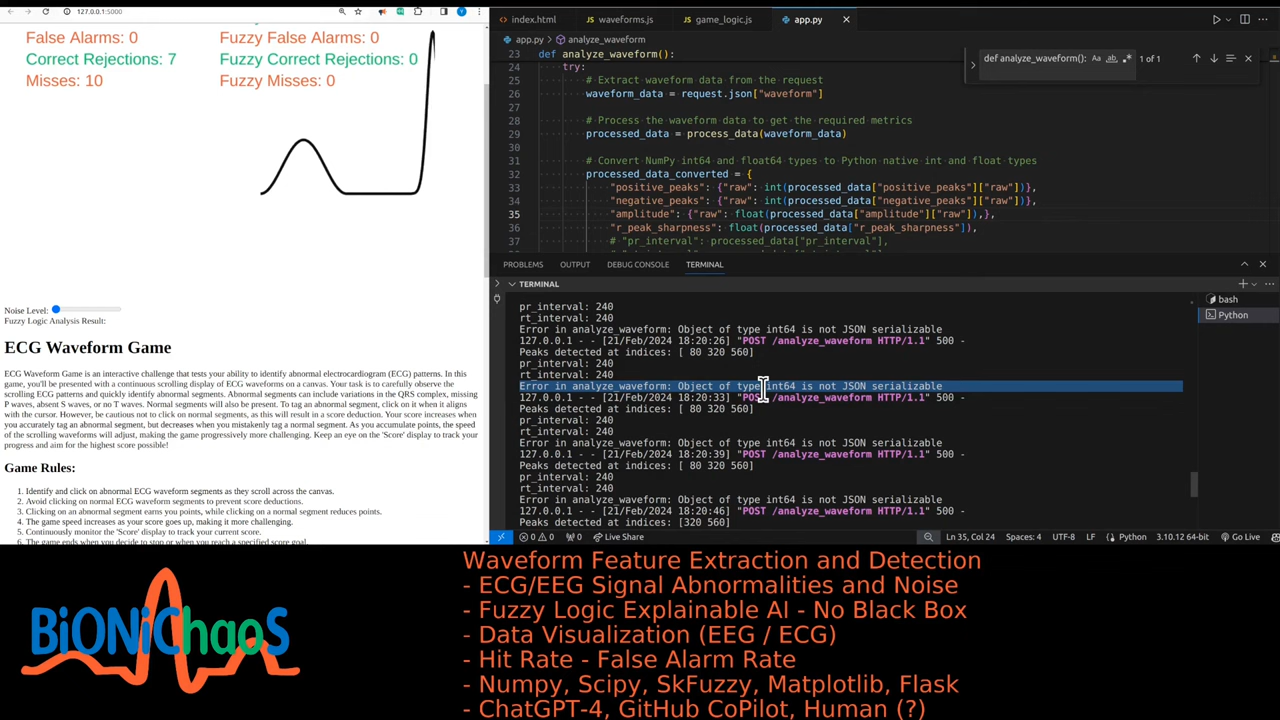 127.0.0.1:5000
False Alarms: 0
Correct Rejections: 7
Misses: 10
Fuzzy False Alarms: 0
Fuzzy Correct Rejections: 0
Fuzzy Misses: 0
Noise Level:
Fuzzy Logic Analysis Result:
ECG Waveform Game
ECG Waveform Game is an interactive challenge that tests your ability to identify abnormal electrocardiogram (ECG) patterns. In this
game, you'll be presented with a continuous scrolling display of ECG waveforms on a canvas. Your task is to carefully observe the
scrolling ECG patterns and quickly identify abnormal segments. Abnormal segments can include variations in the QRS complex, missing
P waves, absent S waves, or no T waves. Normal segments will also be present. To tag an abnormal segment, click on it when it aligns
with the cursor. However, be cautious not to click on normal segments, as this will result in a score deduction. Your score increases when
you accurately tag an abnormal segment, but decreases when you mistakenly tag a normal segment. As you accumulate points, the speed
of the scrolling waveforms will adjust, making the game progressively more challenging. Keep an eye on the 'Score' display to track your
progress and aim for the highest score possible!
Game Rules:
1. Identify and click on abnormal ECG waveform segments as they scroll across the canvas.
2. Avoid clicking on normal ECG waveform segments to prevent score deductions.
3. Clicking on an abnormal segment earns you points, while clicking on a normal segment reduces points.
4. The game speed increases as your score goes up, making it more challenging.
5. Continuously monitor the 'Score' display to track your current score.
6. The game ends when you decide to stop or when you reach a specified score goal.
index.html
waveforms.js
game_logic.js
app.py
app.py > analyze_waveform
def analyze_waveform():
1 of 1
23 def analyze_waveform():
24 try:
25 # Extract waveform data from the request
26 waveform_data = request.json["waveform"]
27
28 # Process the waveform data to get the required metrics
29 processed_data = process_data(waveform_data)
30
31 # Convert NumPy int64 and float64 types to Python native int and float types
32 processed_data_converted = {
33 "positive_peaks": {"raw": int(processed_data["positive_peaks"]["raw"])},
34 "negative_peaks": {"raw": int(processed_data["negative_peaks"]["raw"])},
35 "amplitude": {"raw": float(processed_data["amplitude"]["raw"]),},
36 "r_peak_sharpness": float(processed_data["r_peak_sharpness"]),
37 # "pr_interval": processed_data["pr_interval"],
PROBLEMS OUTPUT DEBUG CONSOLE TERMINAL
TERMINAL
bash
Python
pr_interval: 240
rt_interval: 240
Error in analyze_waveform: Object of type int64 is not JSON serializable
127.0.0.1 - - [21/Feb/2024 18:20:26] "POST /analyze_waveform HTTP/1.1" 500 -
Peaks detected at indices: [ 80 320 560]
pr_interval: 240
rt_interval: 240
Error in analyze_waveform: Object of type int64 is not JSON serializable
127.0.0.1 - - [21/Feb/2024 18:20:33] "POST /analyze_waveform HTTP/1.1" 500 -
Peaks detected at indices: [ 80 320 560]
pr_interval: 240
rt_interval: 240
Error in analyze_waveform: Object of type int64 is not JSON serializable
127.0.0.1 - - [21/Feb/2024 18:20:39] "POST /analyze_waveform HTTP/1.1" 500 -
Peaks detected at indices: [ 80 320 560]
pr_interval: 240
rt_interval: 240
Error in analyze_waveform: Object of type int64 is not JSON serializable
127.0.0.1 - - [21/Feb/2024 18:20:46] "POST /analyze_waveform HTTP/1.1" 500 -
Peaks detected at indices: [320 560]
0 0 0 Live Share Ln 35, Col 24 Spaces: 4 UTF-8 LF Python 3.10.12 64-bit Go Live
BiONiChaoS
Waveform Feature Extraction and Detection
- ECG/EEG Signal Abnormalities and Noise
- Fuzzy Logic Explainable AI - No Black Box
- Data Visualization (EEG / ECG)
- Hit Rate - False Alarm Rate
- Numpy, Scipy, SkFuzzy, Matplotlib, Flask
- ChatGPT-4, GitHub CoPilot, Human (?)